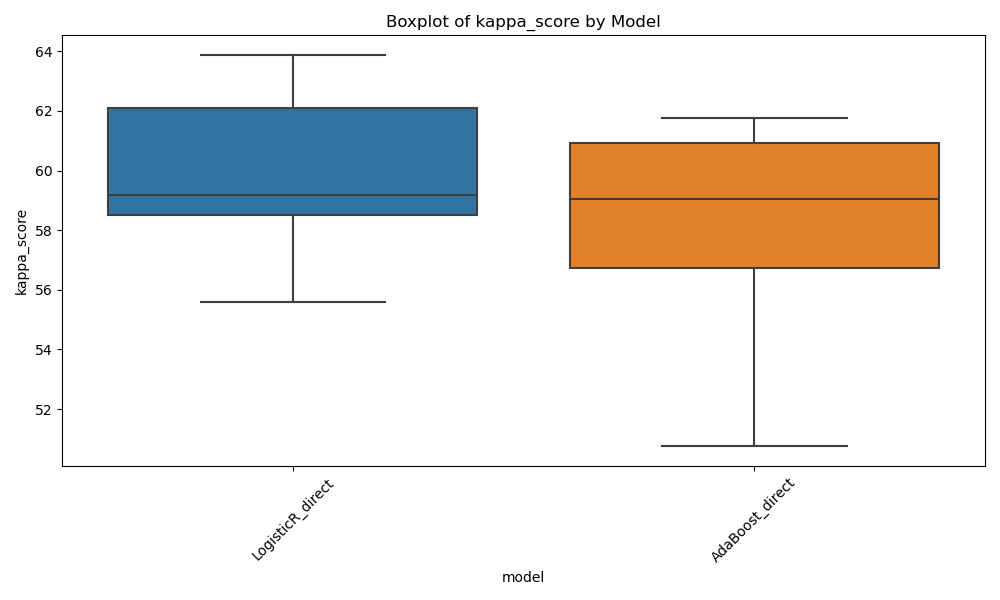 Boxplot of kappa_score by Model
kappa_score
64
62
60
58
56
54
52
LogisticR_direct
AdaBoost_direct
model